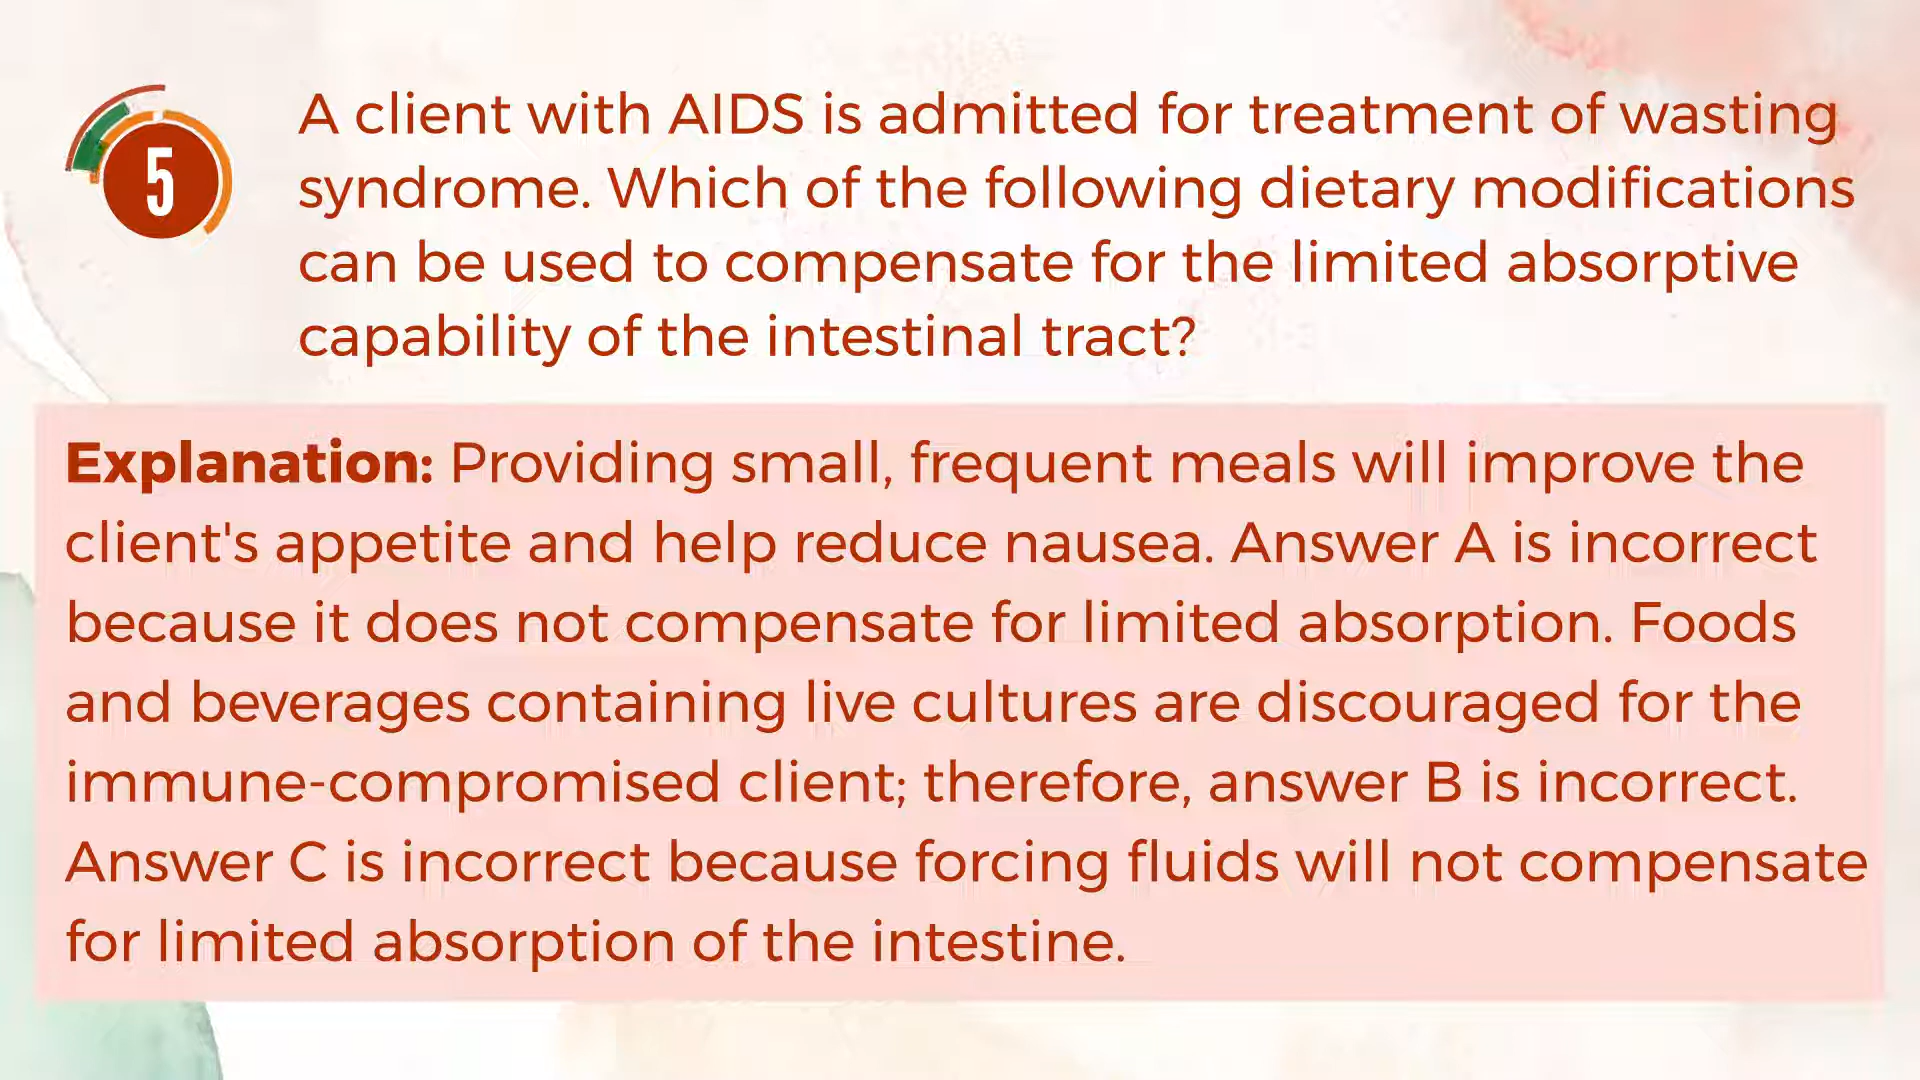 5
A client with AIDS is admitted for treatment of wasting
syndrome. Which of the following dietary modifications
can be used to compensate for the limited absorptive
capability of the intestinal tract?
Explanation: Providing small, frequent meals will improve the
client's appetite and help reduce nausea. Answer A is incorrect
because it does not compensate for limited absorption. Foods
and beverages containing live cultures are discouraged for the
immune-compromised client; therefore, answer B is incorrect.
Answer C is incorrect because forcing fluids will not compensate
for limited absorption of the intestine.